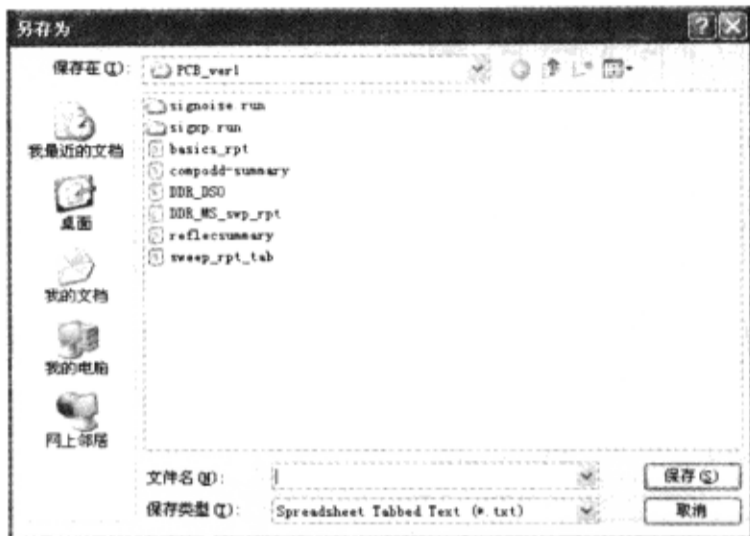 另存为
保存在(I): PCB_ver1
signoise.run
sigxp.run
basics_rpt
compodd-summary
DDR_DSO
DDR_MS_swp_rpt
reflecsummary
sweep_rpt_tab
我最近的文档
桌面
我的文档
我的电脑
网上邻居
文件名(N):
保存(S)
保存类型(T): Spreadsheet Tabbed Text (*.txt)
取消